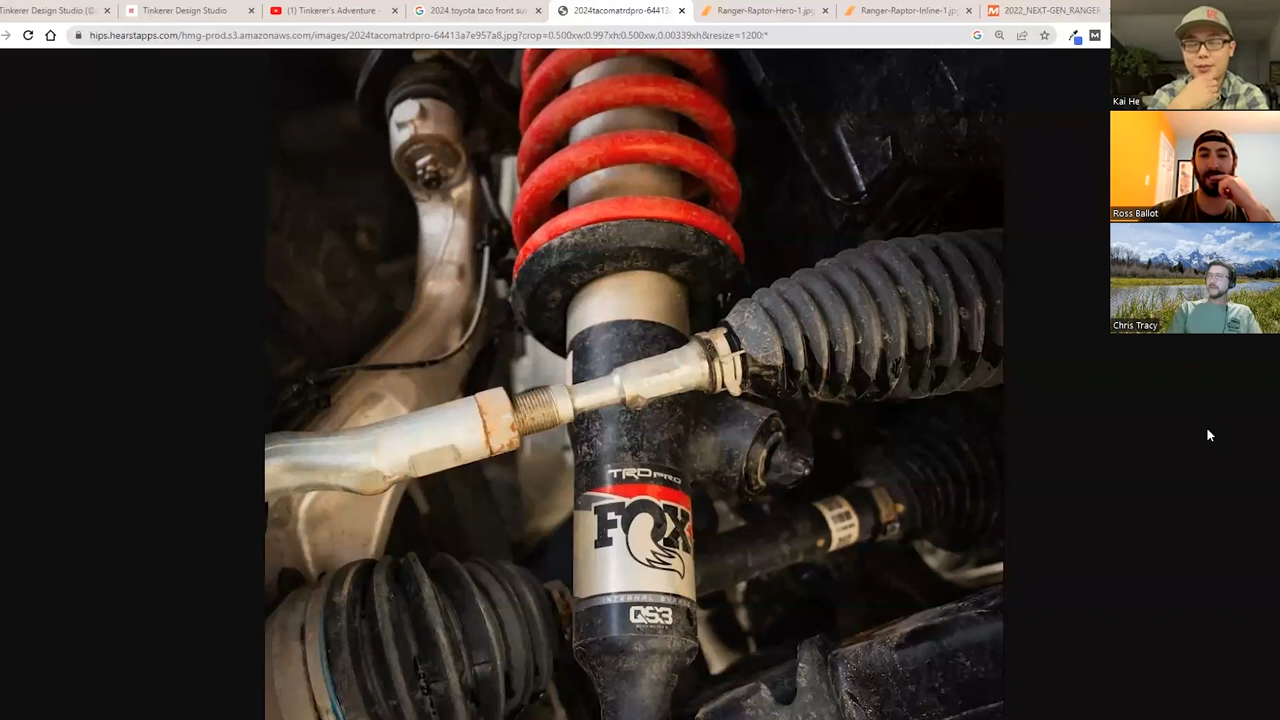 Tinkerer Design Studio (©
Tinkerer Design Studio
(1) Tinkerer's Adventure -
2024 toyota taco front su
2024tacomatrdpro-64413
Ranger-Raptor-Hero-1.jpg
Ranger-Raptor-Inline-1.jpg
2022_NEXT-GEN_RANGER
hips.hearstapps.com/hmg-prod.s3.amazonaws.com/images/2024tacomatrdpro-64413a7e957a8.jpg?crop=0.500xw:0.997xh:0.500xw,0.00339xh&resize=1200:*
Kai He
Ross Ballot
Chris Tracy
TRD PRO
FOX
INTERNAL BYPASS
QS3